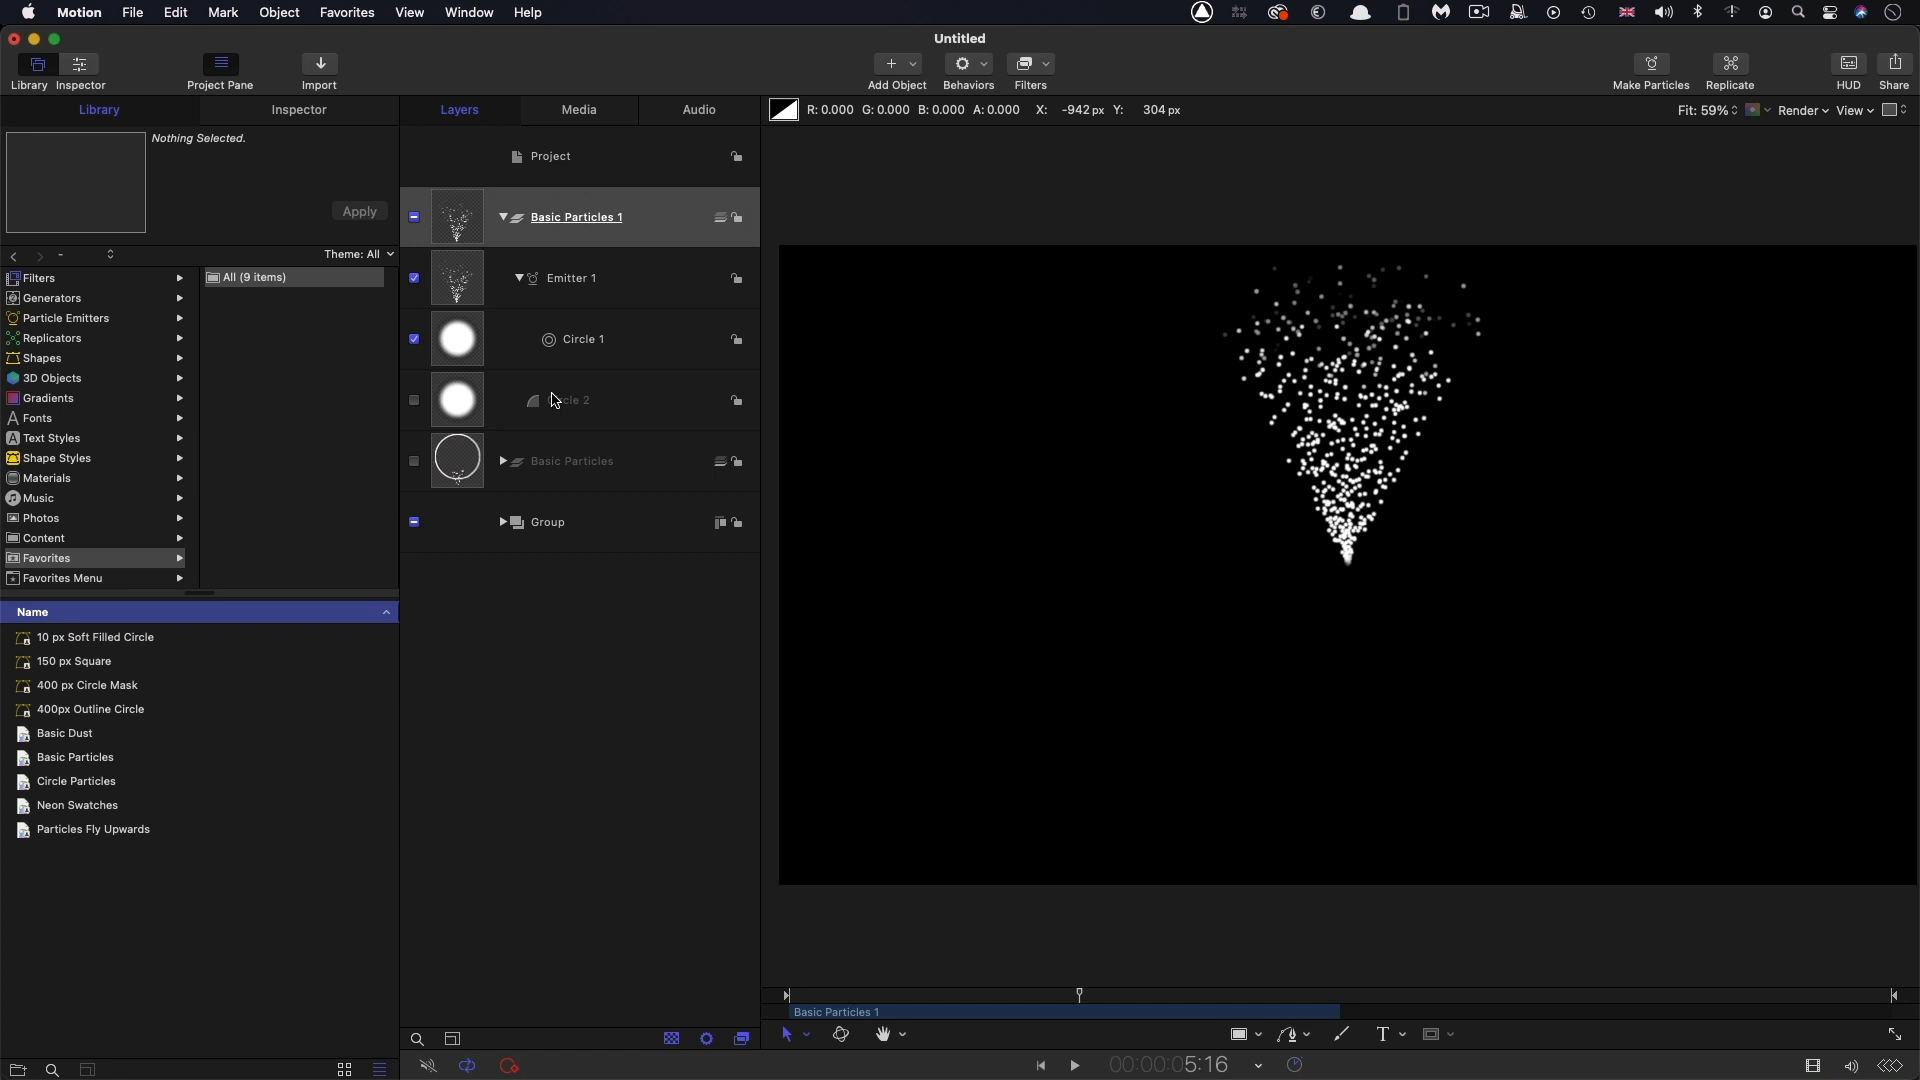 Motion File Edit Mark Object Favorites View Window Help
Untitled
Library Inspector Project Pane Import Add Object Behaviors Filters Make Particles Replicate HUD Share
Library Inspector Layers Media Audio R: 0.000 G: 0.000 B: 0.000 A: 0.000 X: -942 px Y: 304 px Fit: 59% Render View
Nothing Selected.
Apply
Theme: All
Filters
Generators
Particle Emitters
Replicators
Shapes
3D Objects
Gradients
Fonts
Text Styles
Shape Styles
Materials
Music
Photos
Content
Favorites
Favorites Menu
All (9 items)
Name
10 px Soft Filled Circle
150 px Square
400 px Circle Mask
400px Outline Circle
Basic Dust
Basic Particles
Circle Particles
Neon Swatches
Particles Fly Upwards
Project
Basic Particles 1
Emitter 1
Circle 1
cle 2
Basic Particles
Group
Basic Particles 1
T
00:00:05:16